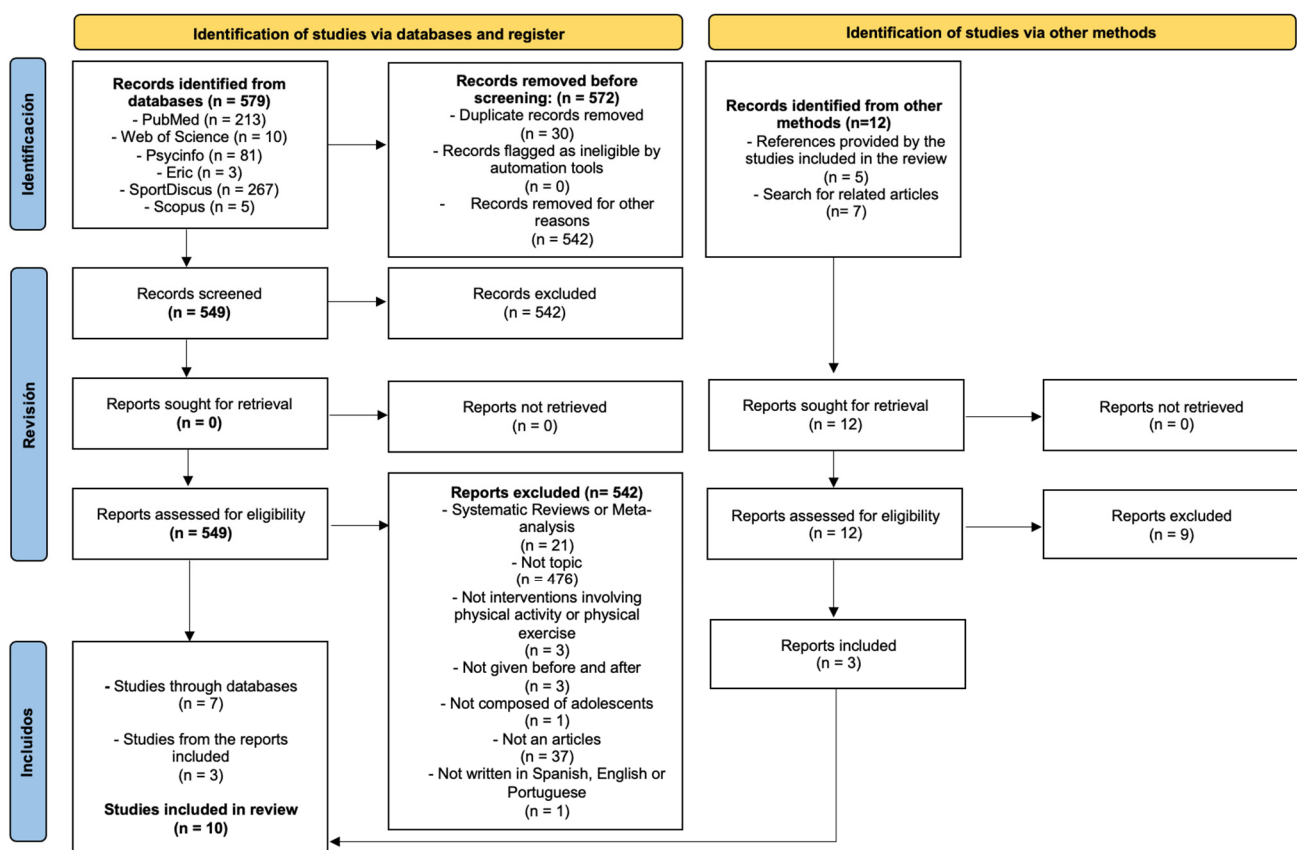 Identification of studies via databases and register
Identification of studies via other methods
Identificación
Records identified from
databases (n = 579)
- PubMed (n = 213)
- Web of Science (n = 10)
- Psycinfo (n = 81)
- Eric (n = 3)
- SportDiscus (n = 267)
- Scopus (n = 5)
Records removed before
screening: (n = 572)
- Duplicate records removed
(n = 30)
- Records flagged as ineligible by
automation tools
(n = 0)
- Records removed for other
reasons
(n = 542)
Records identified from other
methods (n=12)
- References provided by the
studies included in the review
(n = 5)
- Search for related articles
(n= 7)
Revisión
Records screened
(n = 549)
Records excluded
(n = 542)
Reports sought for retrieval
(n = 0)
Reports not retrieved
(n = 0)
Reports sought for retrieval
(n = 12)
Reports not retrieved
(n = 0)
Reports assessed for eligibility
(n = 549)
Reports excluded (n= 542)
- Systematic Reviews or Meta-
analysis
(n = 21)
- Not topic
(n = 476)
- Not interventions involving
physical activity or physical
exercise
(n = 3)
- Not given before and after
(n = 3)
- Not composed of adolescents
(n = 1)
- Not an articles
(n = 37)
- Not written in Spanish, English or
Portuguese
(n = 1)
Reports assessed for eligibility
(n = 12)
Reports excluded
(n = 9)
Incluidos
- Studies through databases
(n = 7)
- Studies from the reports
included
(n = 3)
Studies included in review
(n = 10)
Reports included
(n = 3)